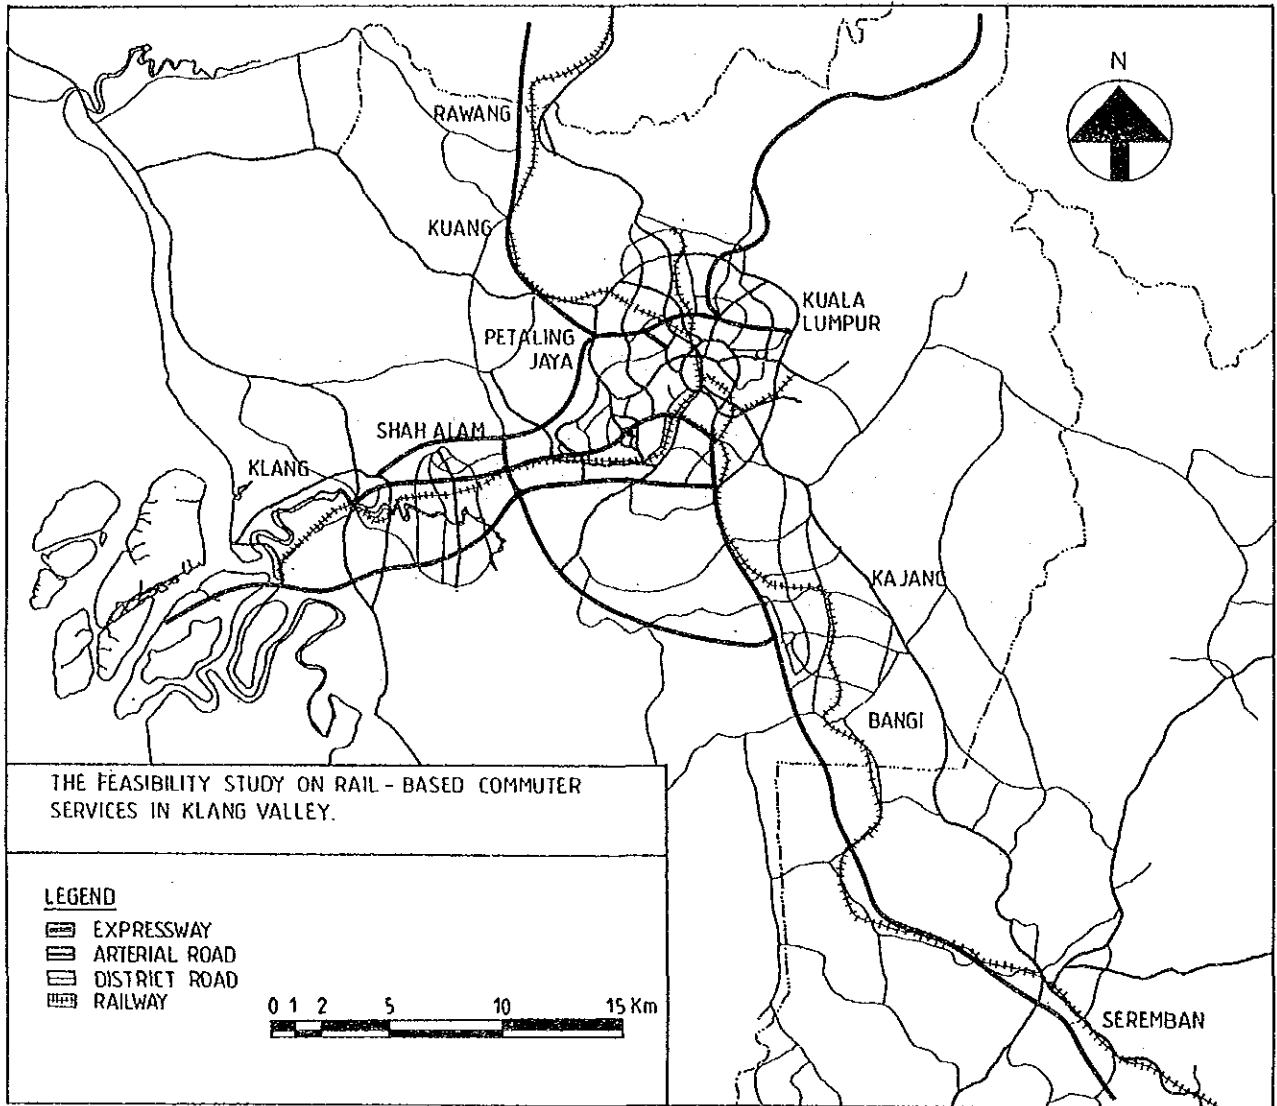 N
RAWANG
KUANG
KUALA
LUMPUR
PETALING
JAYA
SHAH ALAM
KLANG
KAJANG
BANGI
THE FEASIBILITY STUDY ON RAIL - BASED COMMUTER
SERVICES IN KLANG VALLEY.
LEGEND
EXPRESSWAY
ARTERIAL ROAD
DISTRICT ROAD
RAILWAY
0 1 2 5 10 15 Km
SEREMBAN